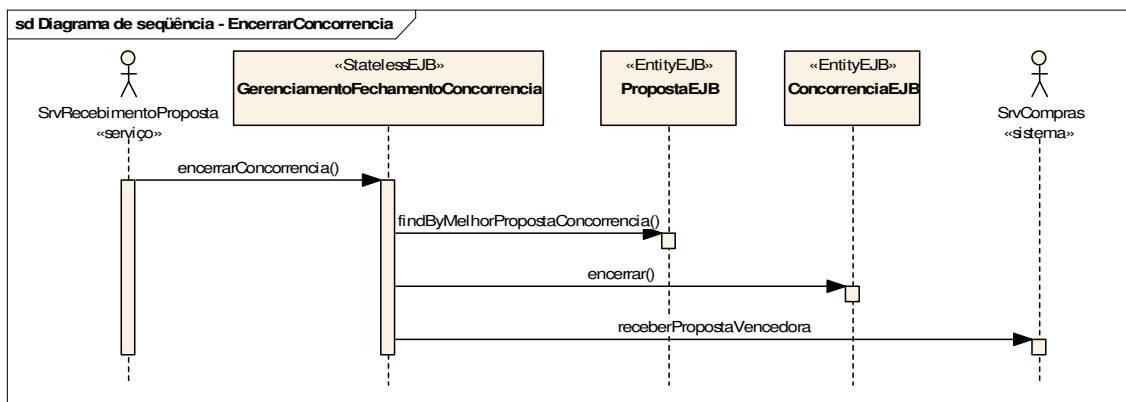 sd Diagrama de seqüência - EncerrarConcorrencia
SrvRecebimentoProposta
«serviço»
«StatelessEJB»
GerenciamentoFechamentoConcorrencia
«EntityEJB»
PropostaEJB
«EntityEJB»
ConcorrenciaEJB
SrvCompras
«sistema»
encerrarConcorrencia()
findByMelhorPropostaConcorrencia()
encerrar()
receberPropostaVencedora